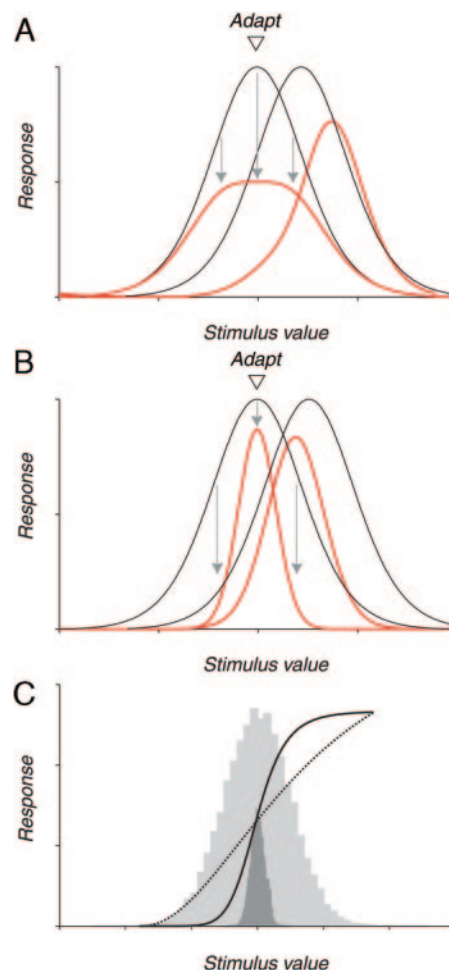 A
Adapt
Response
Stimulus value
B
Adapt
Response
Stimulus value
C
Response
Stimulus value